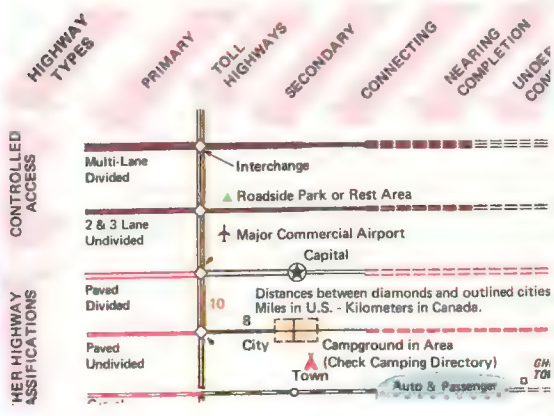 HIGHWAY
TYPES
PRIMARY
TOLL
HIGHWAYS
SECONDARY
CONNECTING
NEARING
COMPLETION
CONTROLLED
ACCESS
Multi-Lane
Divided
Interchange
Roadside Park or Rest Area
2 & 3 Lane
Undivided
Major Commercial Airport
Capital
HIGHWAY
Paved
Divided
10
Distances between diamonds and outlined cities
Miles in U.S. - Kilometers in Canada.
8
City
Paved
Undivided
Campground in Area
(Check Camping Directory)
Town
Auto & Passenger